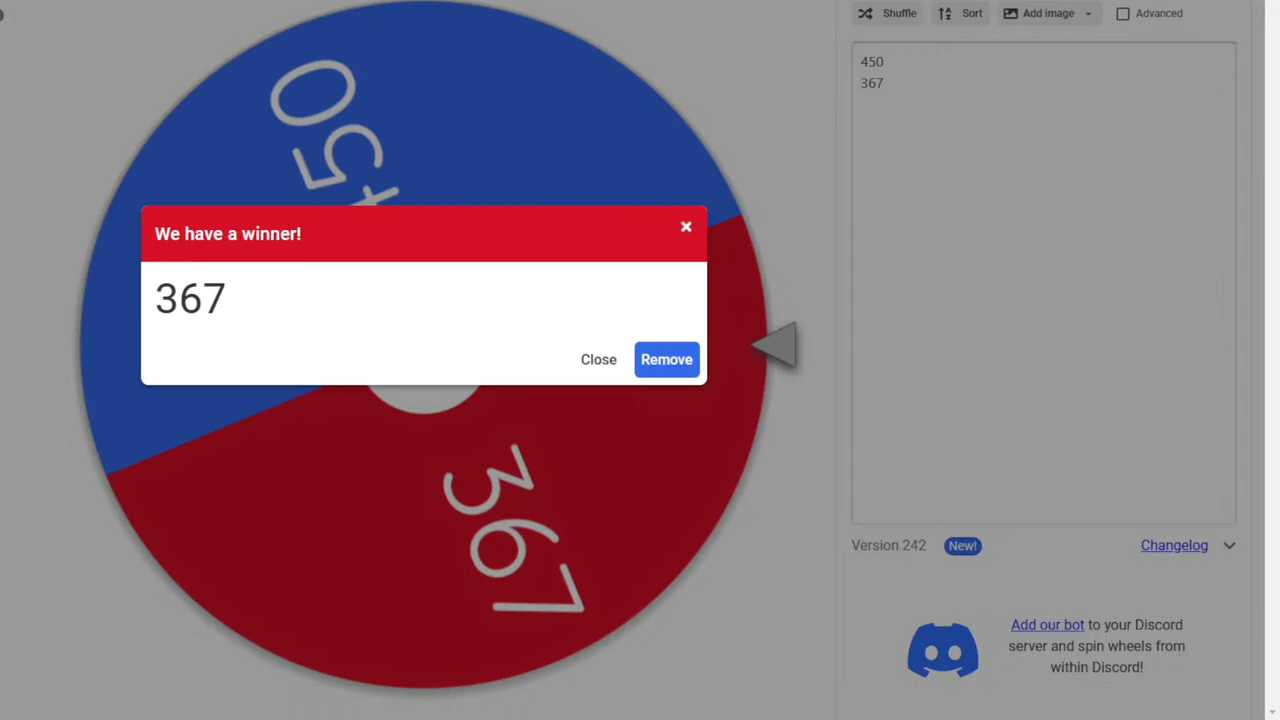 Shuffle
Sort
Add image
Advanced
450
367
We have a winner!
367
Close
Remove
367
Version 242
New!
Changelog
Add our bot to your Discord
server and spin wheels from
within Discord!